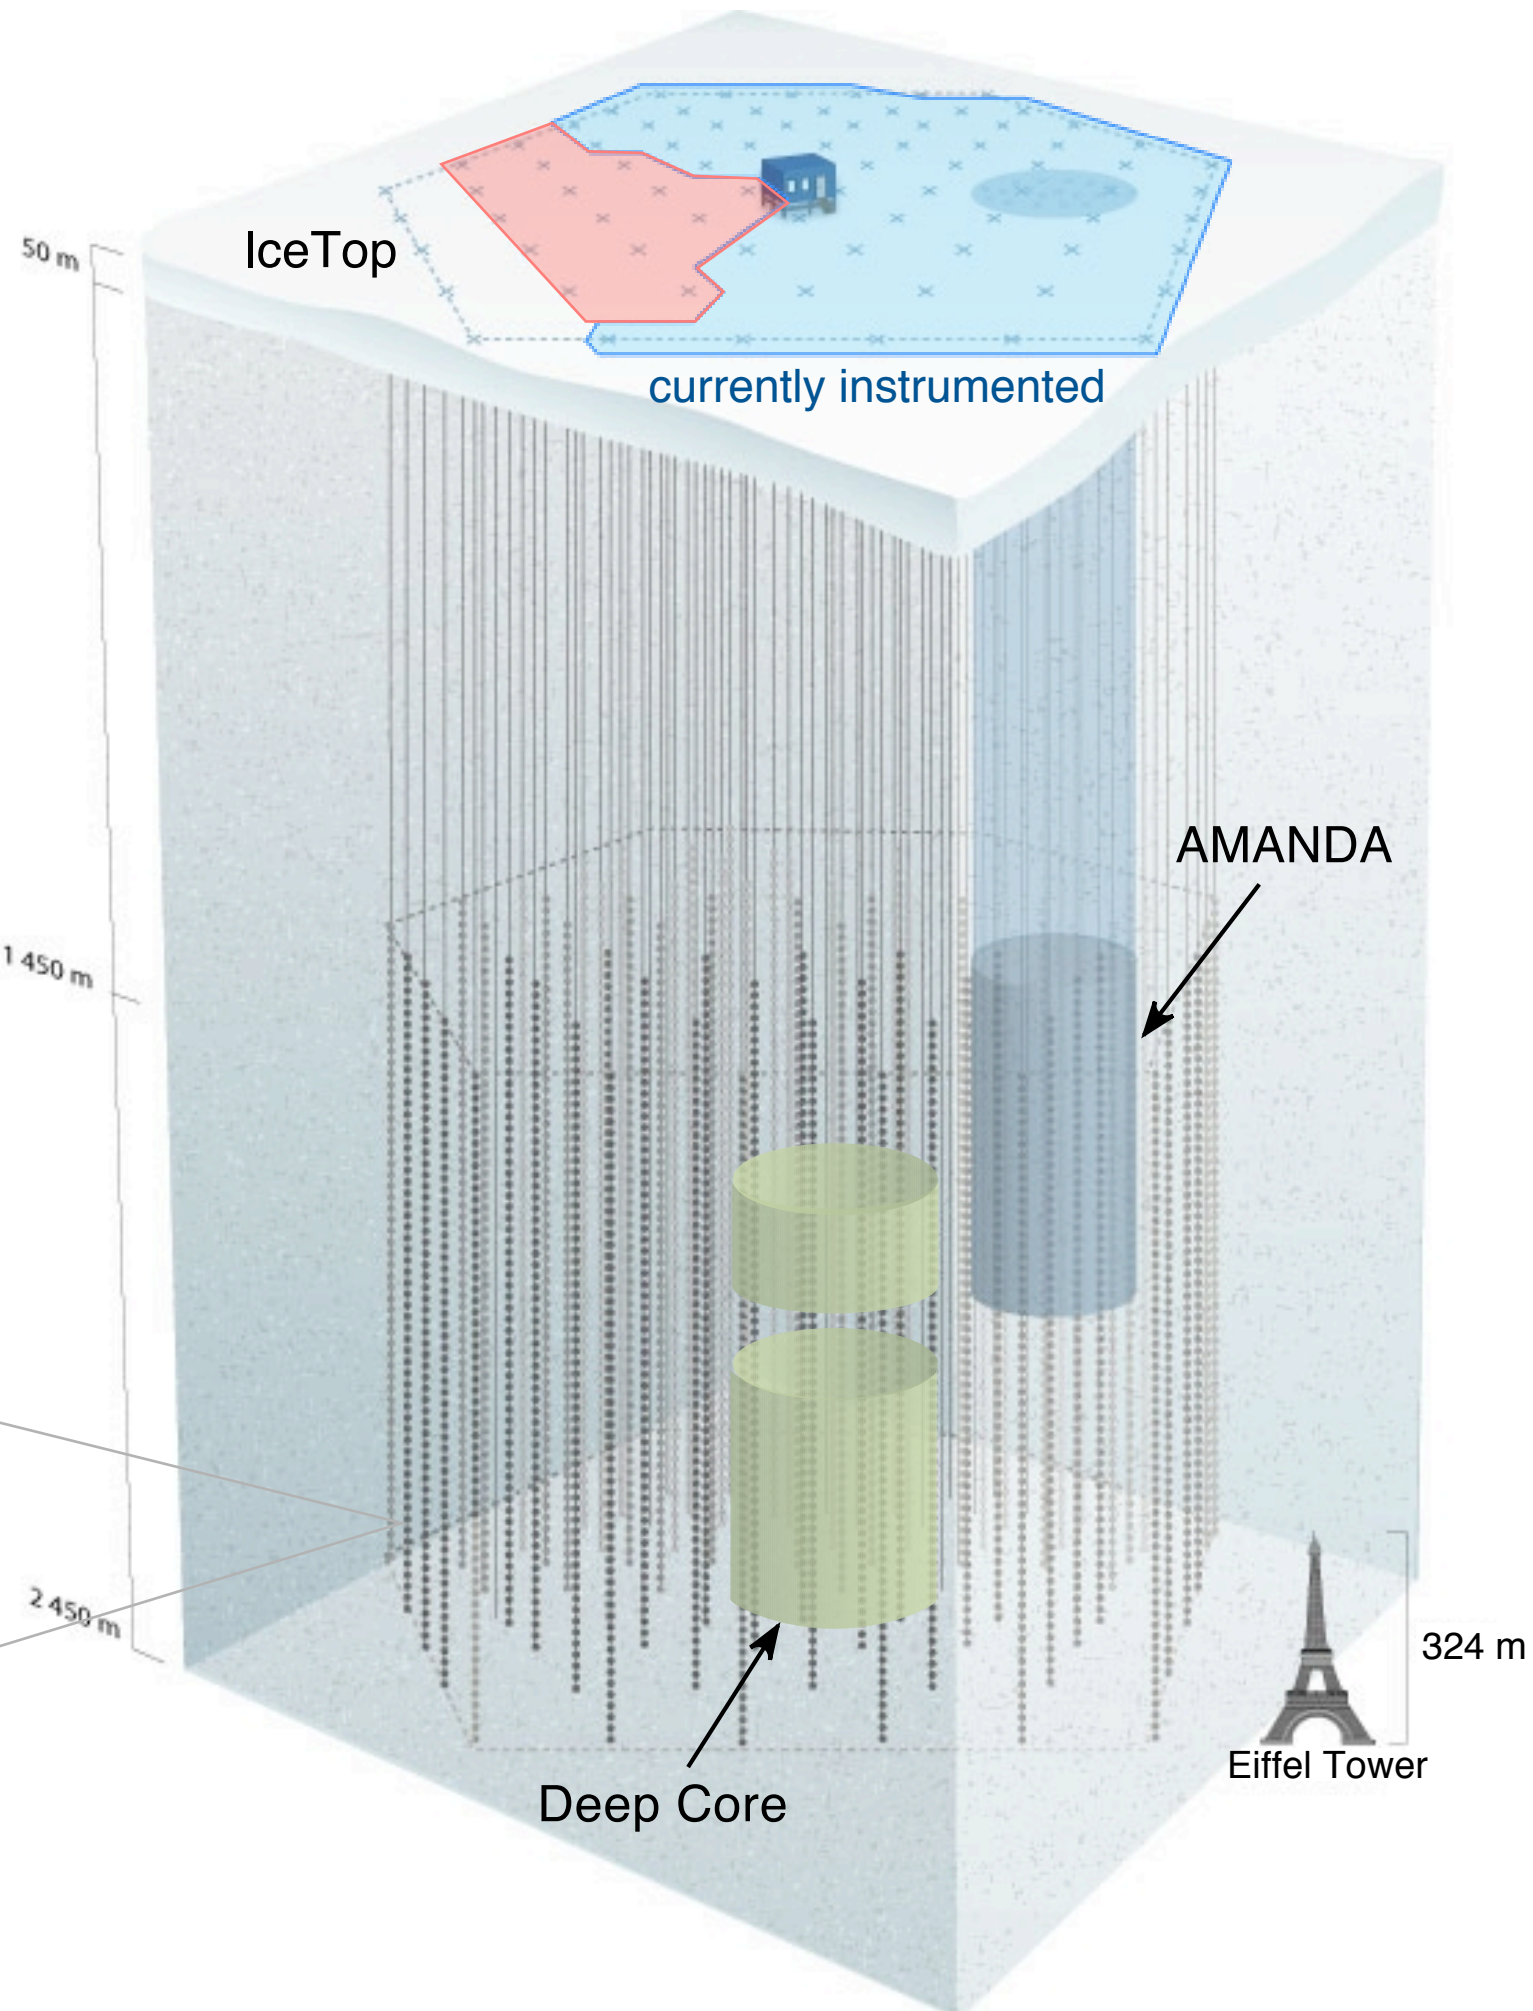 IceTop
50 m
currently instrumented
AMANDA
1 450 m
2 450 m
324 m
Eiffel Tower
Deep Core